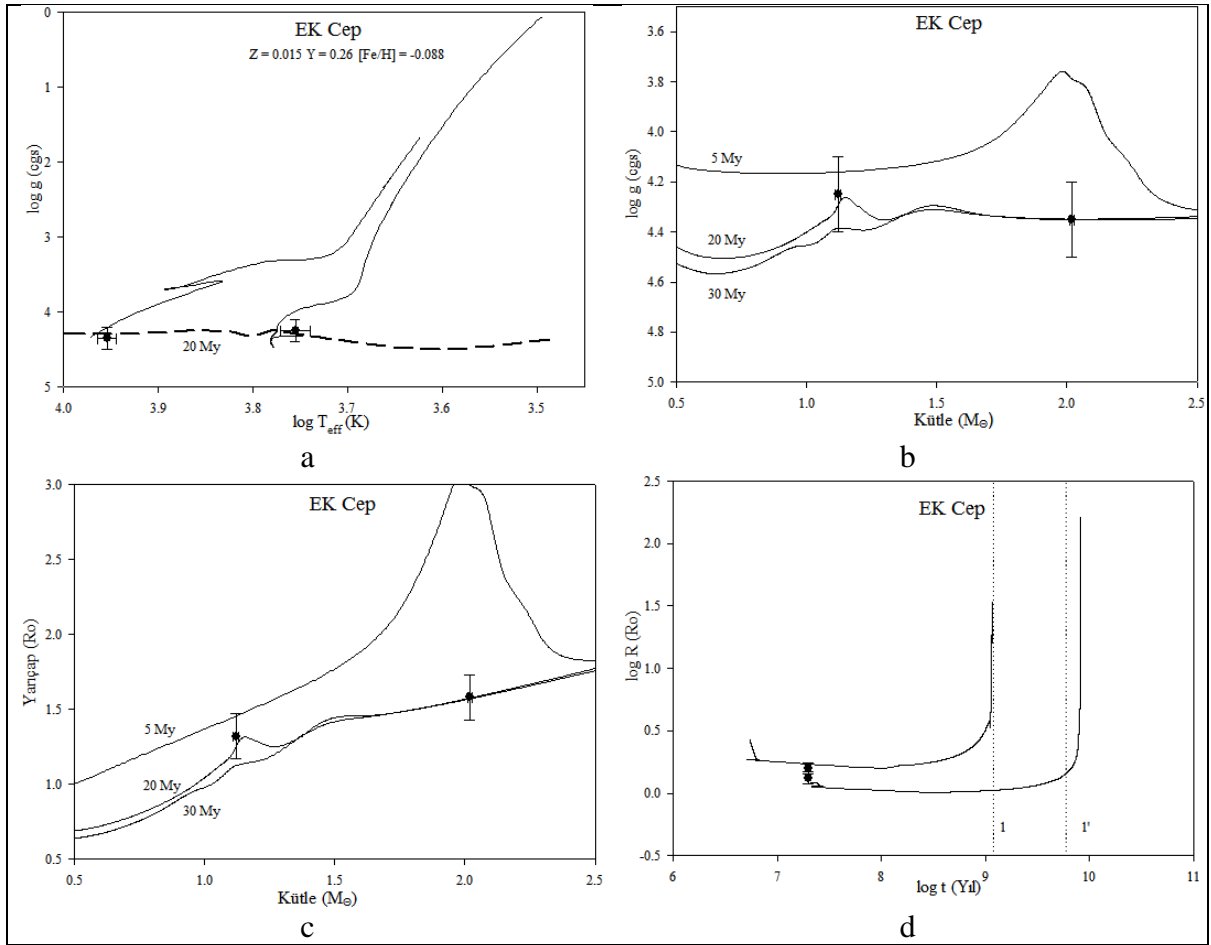 EK Cep
Z = 0.015 Y = 0.26 [Fe/H] = -0.088
log g (cgs)
0
1
2
3
4
5
20 My
4.0 3.9 3.8 3.7 3.6 3.5
log T_eff (K)
a
EK Cep
log g (cgs)
3.6
3.8
4.0
4.2
4.4
4.6
4.8
5.0
5 My
20 My
30 My
0.5 1.0 1.5 2.0 2.5
Kütle (M⊙)
b
EK Cep
Yarıçap (Ro)
3.0
2.5
2.0
1.5
1.0
0.5
5 My
20 My
30 My
0.5 1.0 1.5 2.0 2.5
Kütle (M⊙)
c
EK Cep
log R (Ro)
2.5
2.0
1.5
1.0
0.5
0.0
-0.5
1 1'
6 7 8 9 10 11
log t (Yıl)
d